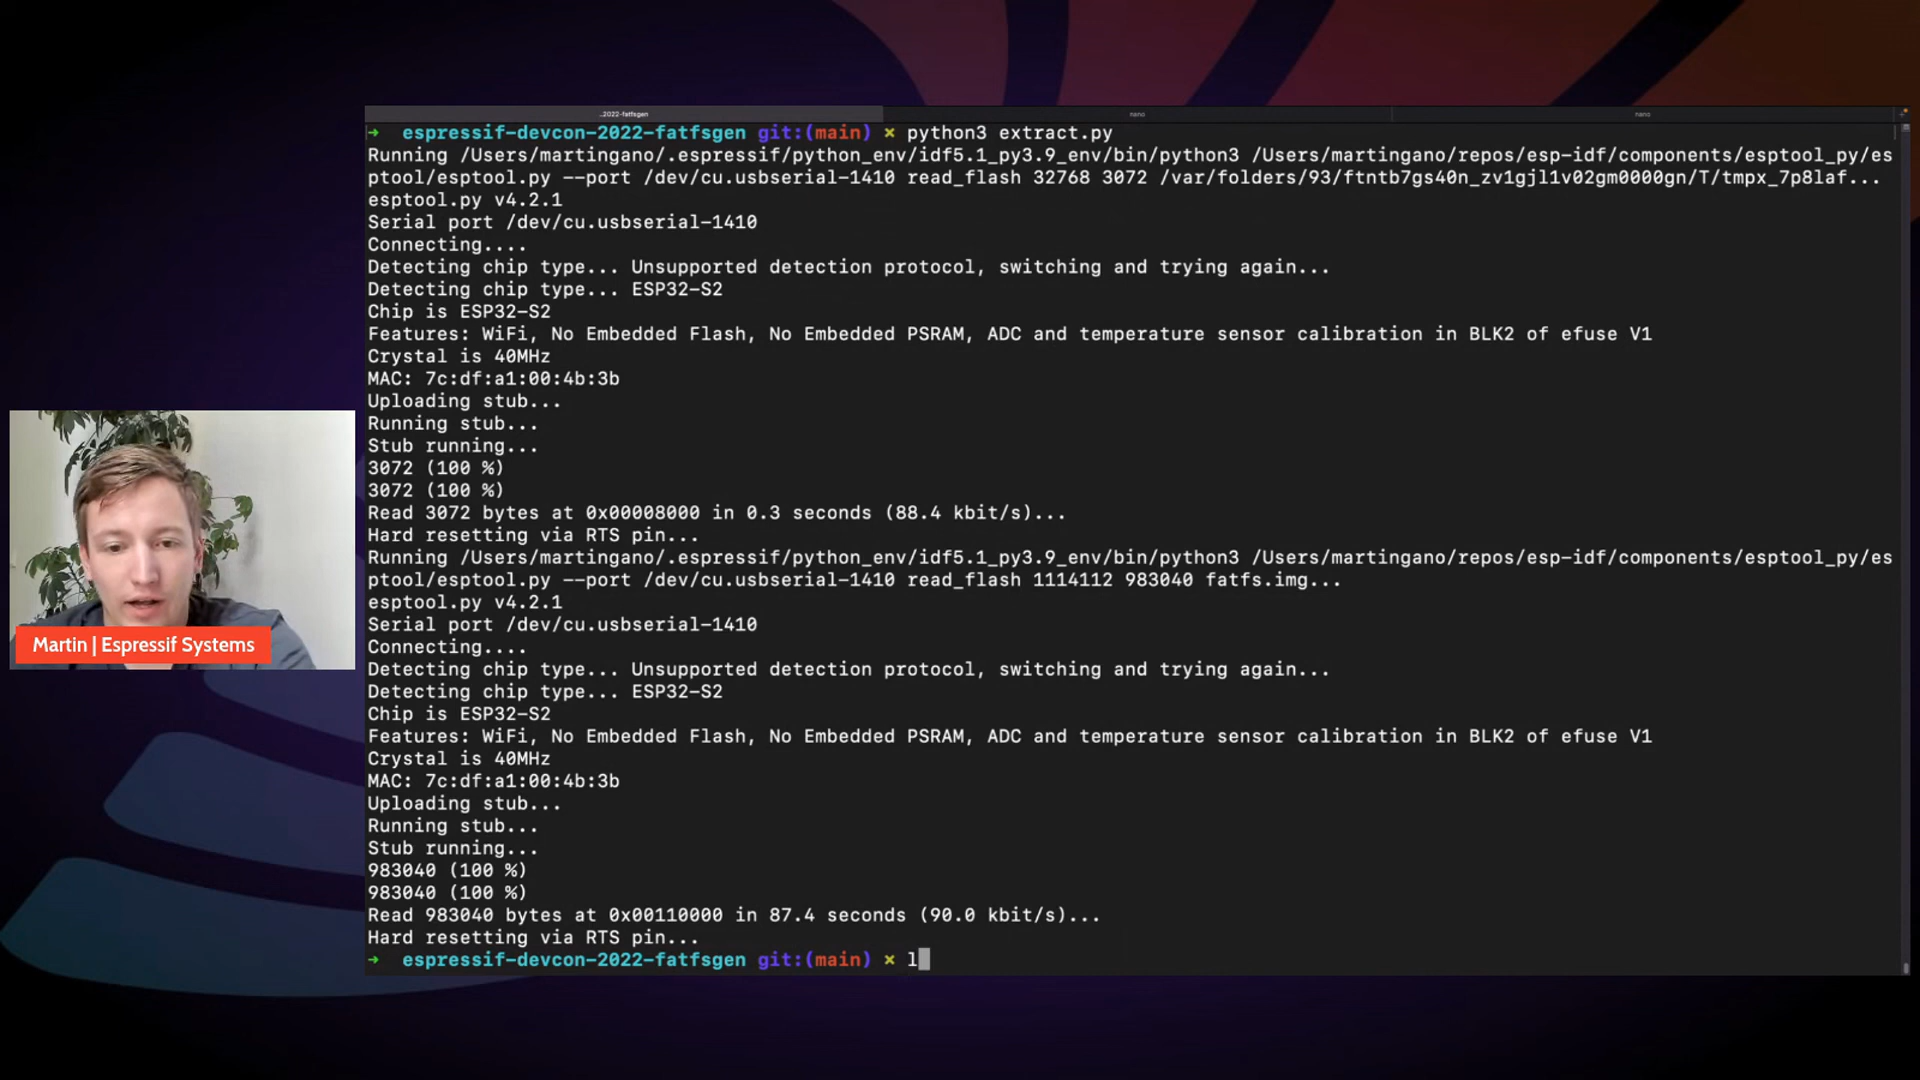 ..2022-fatfsgen
nano
nano
→ espressif-devcon-2022-fatfsgen git:(main) × python3 extract.py
Running /Users/martingano/.espressif/python_env/idf5.1_py3.9_env/bin/python3 /Users/martingano/repos/esp-idf/components/esptool_py/es
ptool/esptool.py --port /dev/cu.usbserial-1410 read_flash 32768 3072 /var/folders/93/ftntb7gs40n_zv1gjl1v02gm0000gn/T/tmpx_7p8laf...
esptool.py v4.2.1
Serial port /dev/cu.usbserial-1410
Connecting....
Detecting chip type... Unsupported detection protocol, switching and trying again...
Detecting chip type... ESP32-S2
Chip is ESP32-S2
Features: WiFi, No Embedded Flash, No Embedded PSRAM, ADC and temperature sensor calibration in BLK2 of efuse V1
Crystal is 40MHz
MAC: 7c:df:a1:00:4b:3b
Uploading stub...
Running stub...
Stub running...
3072 (100 %)
3072 (100 %)
Read 3072 bytes at 0x00008000 in 0.3 seconds (88.4 kbit/s)...
Hard resetting via RTS pin...
Running /Users/martingano/.espressif/python_env/idf5.1_py3.9_env/bin/python3 /Users/martingano/repos/esp-idf/components/esptool_py/es
ptool/esptool.py --port /dev/cu.usbserial-1410 read_flash 1114112 983040 fatfs.img...
esptool.py v4.2.1
Serial port /dev/cu.usbserial-1410
Connecting....
Detecting chip type... Unsupported detection protocol, switching and trying again...
Detecting chip type... ESP32-S2
Chip is ESP32-S2
Features: WiFi, No Embedded Flash, No Embedded PSRAM, ADC and temperature sensor calibration in BLK2 of efuse V1
Crystal is 40MHz
MAC: 7c:df:a1:00:4b:3b
Uploading stub...
Running stub...
Stub running...
983040 (100 %)
983040 (100 %)
Read 983040 bytes at 0x00110000 in 87.4 seconds (90.0 kbit/s)...
Hard resetting via RTS pin...
→ espressif-devcon-2022-fatfsgen git:(main) × l
Martin | Espressif Systems